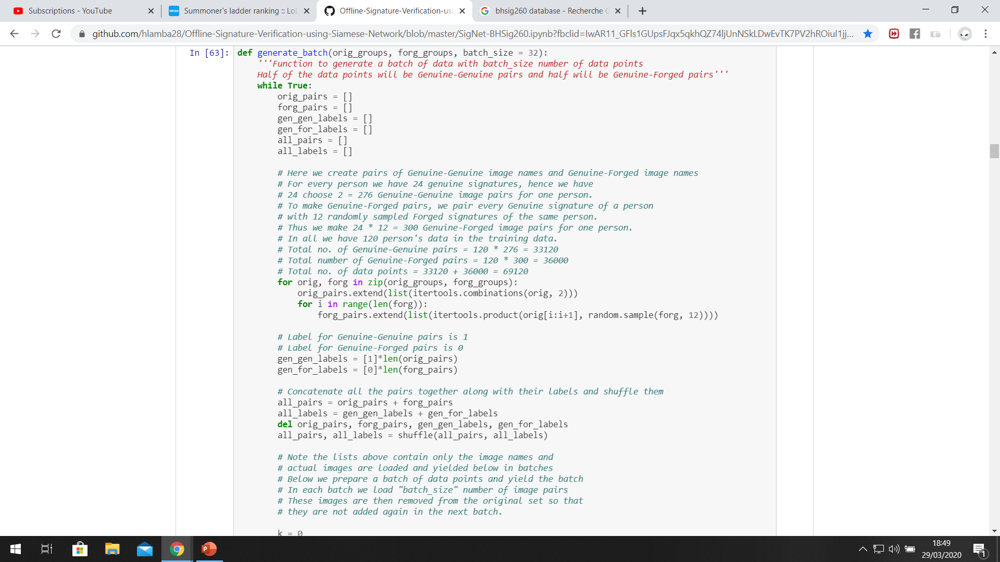 Subscriptions - YouTube
Summoner's ladder ranking :: Lo
Offline-Signature-Verification-usi
bhsig260 database - Recherche G
github.com/hlamba28/Offline-Signature-Verification-using-Siamese-Network/blob/master/SigNet-BHSig260.ipynb?fbclid=IwAR11_GFls1GUpsFJqx5qkhQZ74ljUnNSkLDwEvTK7PV2hROiuI1jj...
In [63]: def generate_batch(orig_groups, forg_groups, batch_size = 32):
'''Function to generate a batch of data with batch_size number of data points
Half of the data points will be Genuine-Genuine pairs and half will be Genuine-Forged pairs'''
while True:
orig_pairs = []
forg_pairs = []
gen_gen_labels = []
gen_for_labels = []
all_pairs = []
all_labels = []
# Here we create pairs of Genuine-Genuine image names and Genuine-Forged image names
# For every person we have 24 genuine signatures, hence we have
# 24 choose 2 = 276 Genuine-Genuine image pairs for one person.
# To make Genuine-Forged pairs, we pair every Genuine signature of a person
# with 12 randomly sampled Forged signatures of the same person.
# Thus we make 24 * 12 = 300 Genuine-Forged image pairs for one person.
# In all we have 120 person's data in the training data.
# Total no. of Genuine-Genuine pairs = 120 * 276 = 33120
# Total number of Genuine-Forged pairs = 120 * 300 = 36000
# Total no. of data points = 33120 + 36000 = 69120
for orig, forg in zip(orig_groups, forg_groups):
orig_pairs.extend(list(itertools.combinations(orig, 2)))
for i in range(len(forg)):
forg_pairs.extend(list(itertools.product(orig[i:i+1], random.sample(forg, 12))))
# Label for Genuine-Genuine pairs is 1
# Label for Genuine-Forged pairs is 0
gen_gen_labels = [1]*len(orig_pairs)
gen_for_labels = [0]*len(forg_pairs)
# Concatenate all the pairs together along with their labels and shuffle them
all_pairs = orig_pairs + forg_pairs
all_labels = gen_gen_labels + gen_for_labels
del orig_pairs, forg_pairs, gen_gen_labels, gen_for_labels
all_pairs, all_labels = shuffle(all_pairs, all_labels)
# Note the lists above contain only the image names and
# actual images are loaded and yielded below in batches
# Below we prepare a batch of data points and yield the batch
# In each batch we load "batch_size" number of image pairs
# These images are then removed from the original set so that
# they are not added again in the next batch.
k = 0
18:49
29/03/2020
1